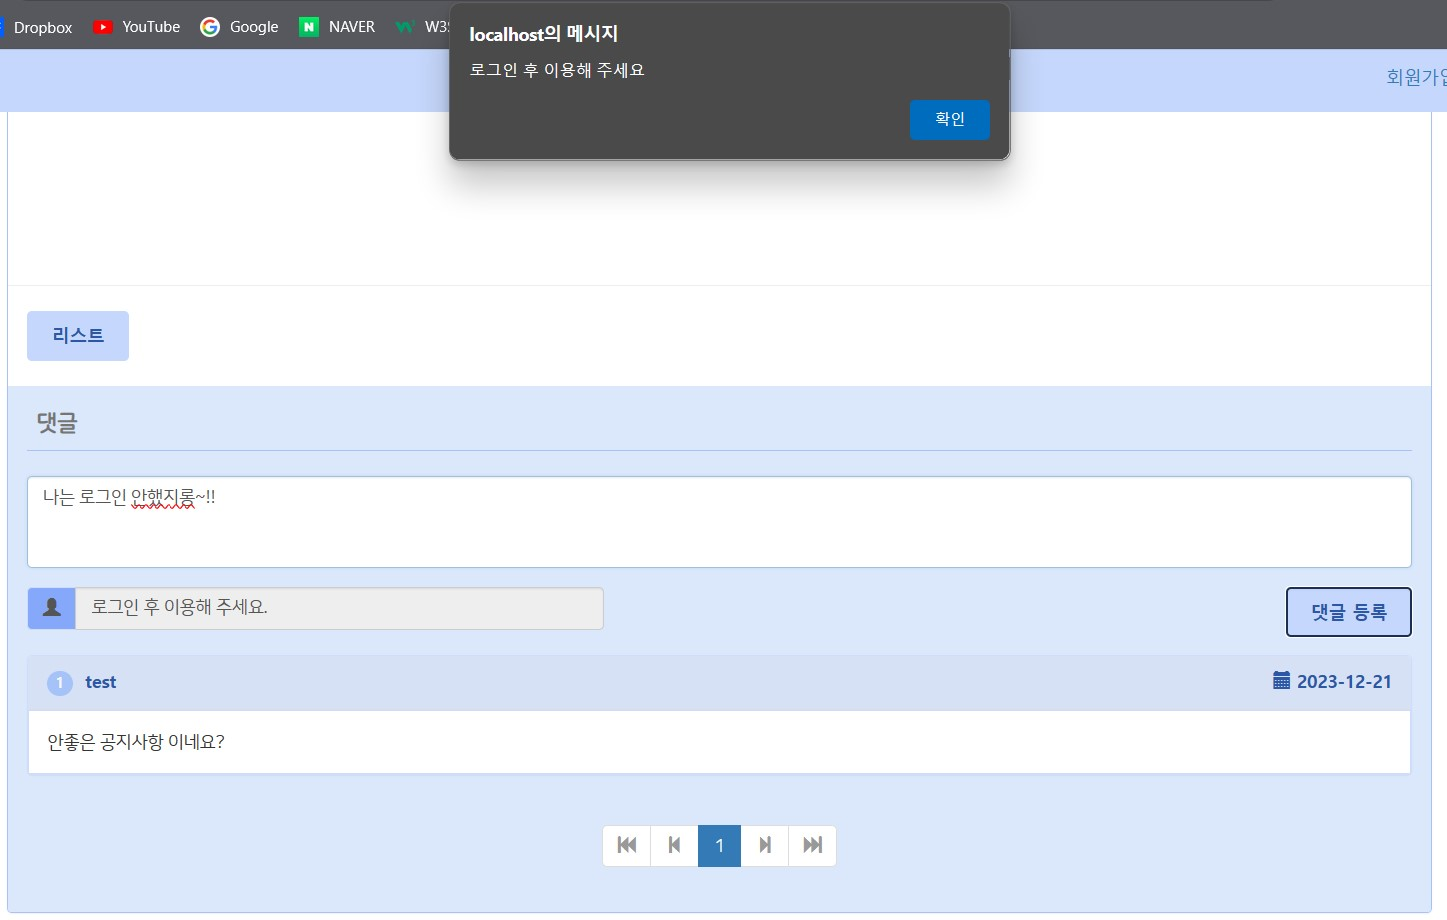 Dropbox YouTube Google NAVER
localhost의 메시지
로그인 후 이용해 주세요
확인
리스트
댓글
나는 로그인 안했지롱~!!
로그인 후 이용해 주세요.
댓글 등록
1 test 2023-12-21
안좋은 공지사항 이네요?
1